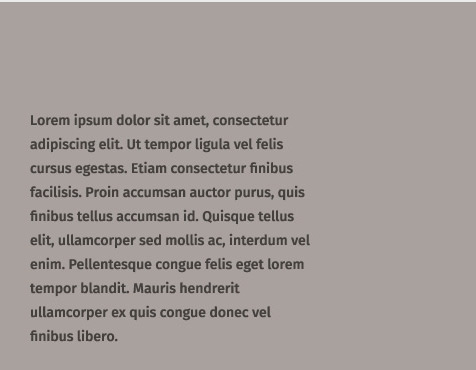 Lorem ipsum dolor sit amet, consectetur
adipiscing elit. Ut tempor ligula vel felis
cursus egestas. Etiam consectetur finibus
facilisis. Proin accumsan auctor purus, quis
finibus tellus accumsan id. Quisque tellus
elit, ullamcorper sed mollis ac, interdum vel
enim. Pellentesque congue felis eget lorem
tempor blandit. Mauris hendrerit
ullamcorper ex quis congue donec vel
finibus libero.